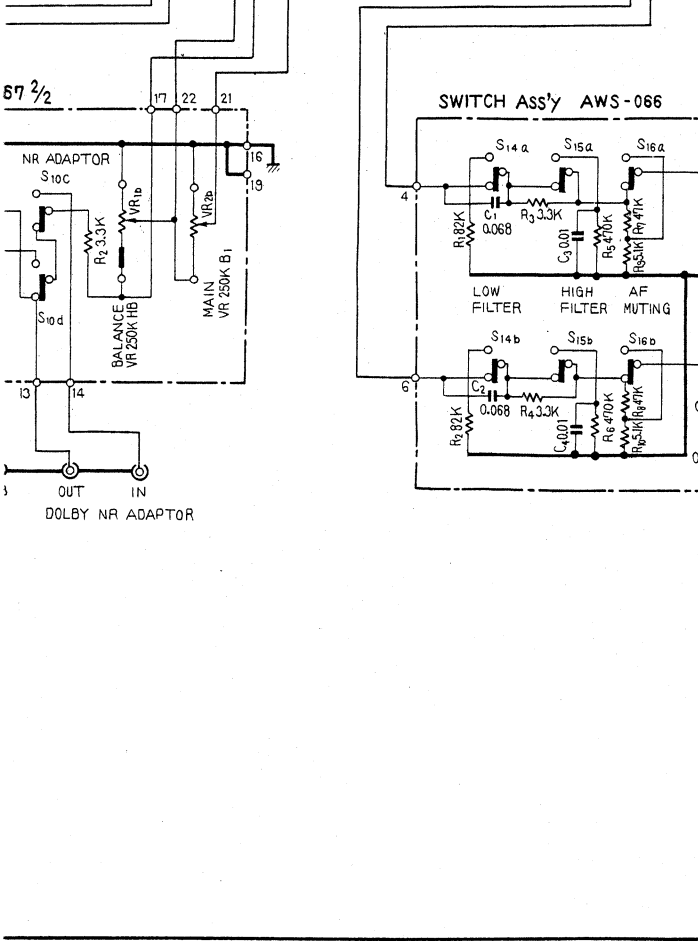 67 2/2
17
22
21
16
19
NR ADAPTOR
S10C
VR1b
VR2b
R2 3.3K
S10d
BALANCE
VR 250K HB
MAIN
VR 250K B1
13
14
OUT
IN
DOLBY NR ADAPTOR
SWITCH ASS'Y AWS-066
S14a
S15a
S16a
4
R1 82K
C1
0.068
R3 3.3K
C3 0.01
R5 470K
R7 47K
R9 5.1K
LOW
FILTER
HIGH
FILTER
AF
MUTING
S14b
S15b
S16b
6
C2
0.068
R2 82K
R4 3.3K
C4 0.01
R6 470K
R8 47K
R10 5.1K